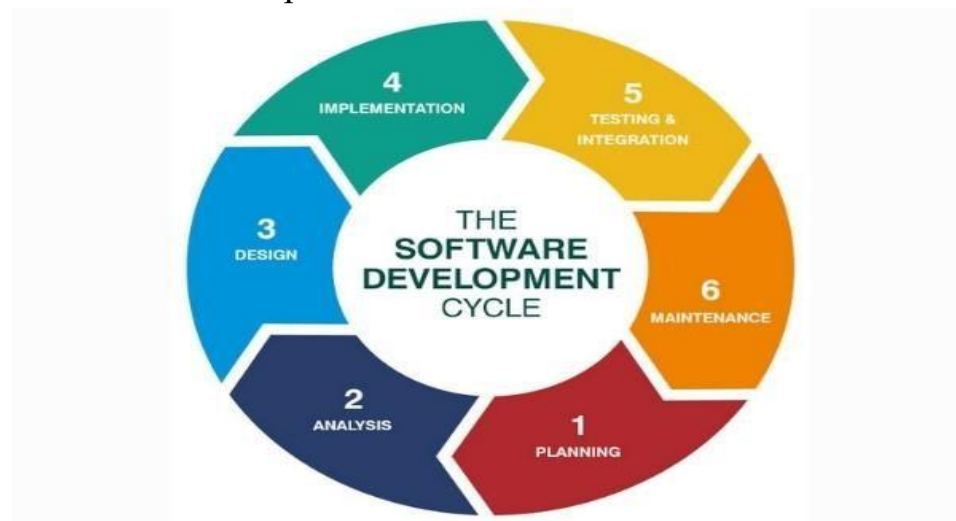 THE
SOFTWARE
DEVELOPMENT
CYCLE
1
PLANNING
2
ANALYSIS
3
DESIGN
4
IMPLEMENTATION
5
TESTING &
INTEGRATION
6
MAINTENANCE